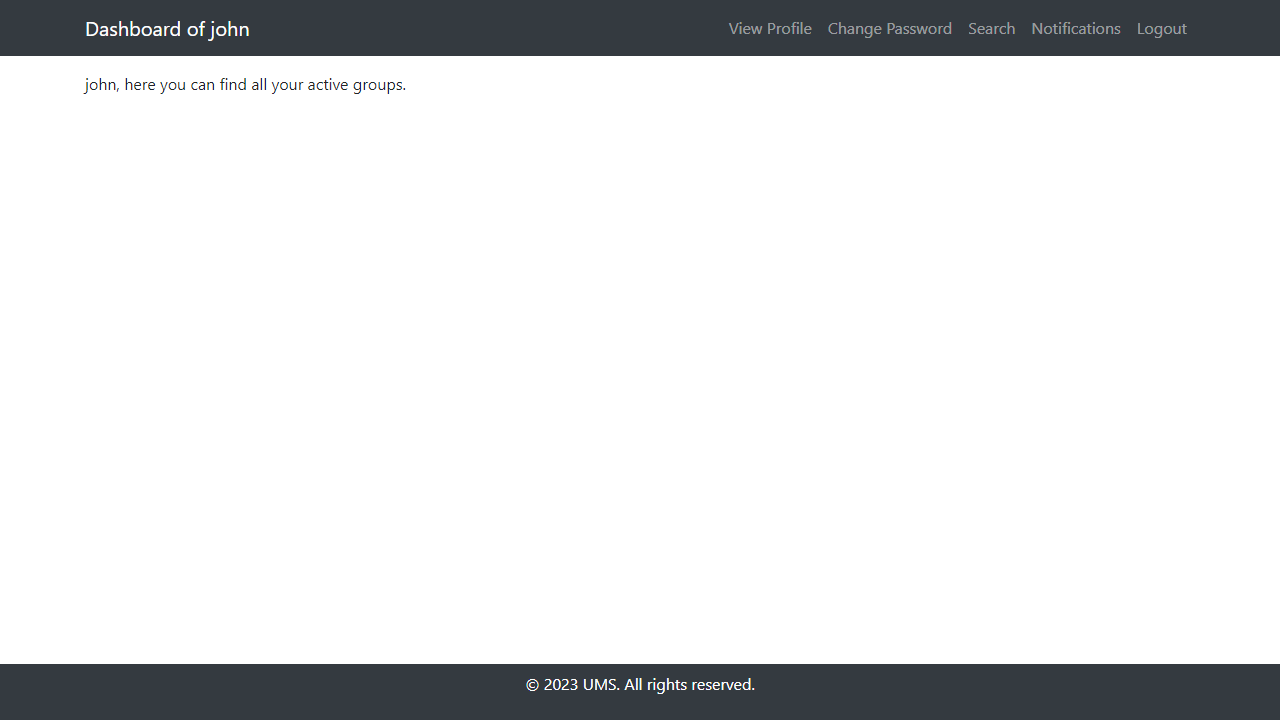 Dashboard of john
View Profile Change Password Search Notifications Logout
john, here you can find all your active groups.
© 2023 UMS. All rights reserved.